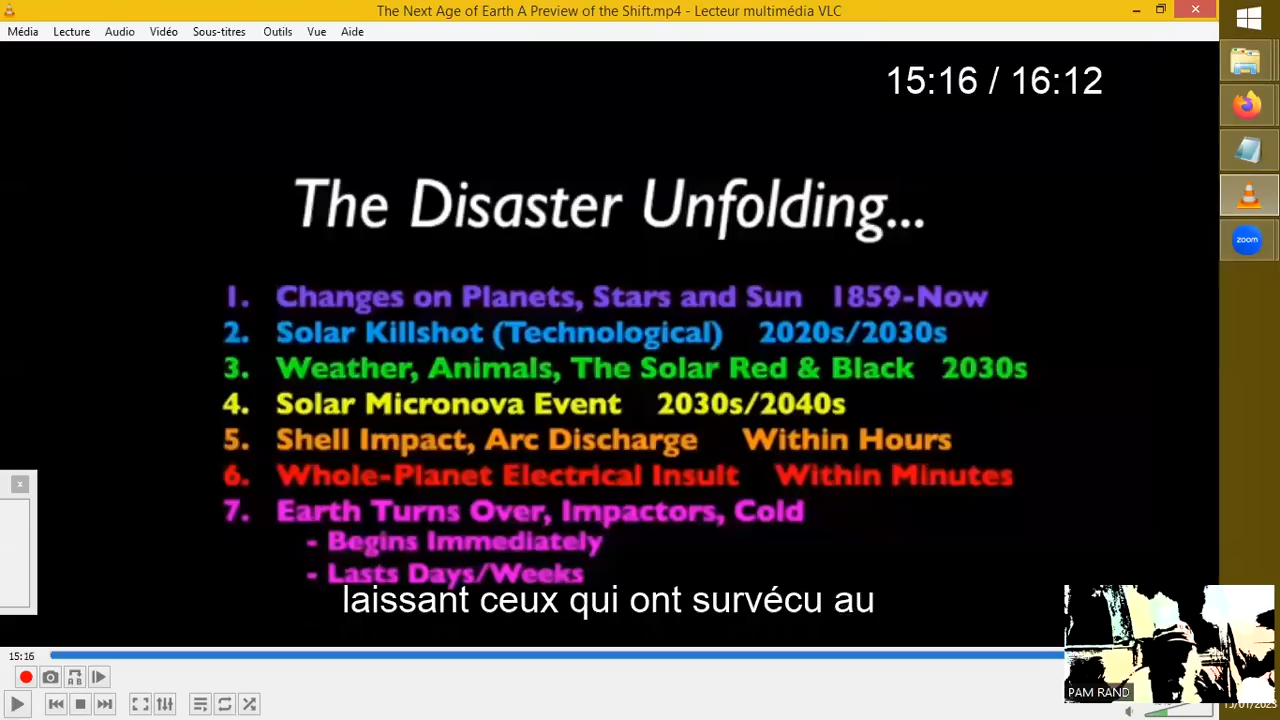 The Next Age of Earth A Preview of the Shift.mp4 - Lecteur multimédia VLC
Média Lecture Audio Vidéo Sous-titres Outils Vue Aide
15:16 / 16:12
The Disaster Unfolding...
1. Changes on Planets, Stars and Sun 1859-Now
2. Solar Killshot (Technological) 2020s/2030s
3. Weather, Animals, The Solar Red & Black 2030s
4. Solar Micronova Event 2030s/2040s
5. Shell Impact, Arc Discharge Within Hours
6. Whole-Planet Electrical Insult Within Minutes
7. Earth Turns Over, Impactors, Cold
- Begins Immediately
- Lasts Days/Weeks
laissant ceux qui ont survécu au
zoom
15:16
A B
PAM RAND
15/01/2023